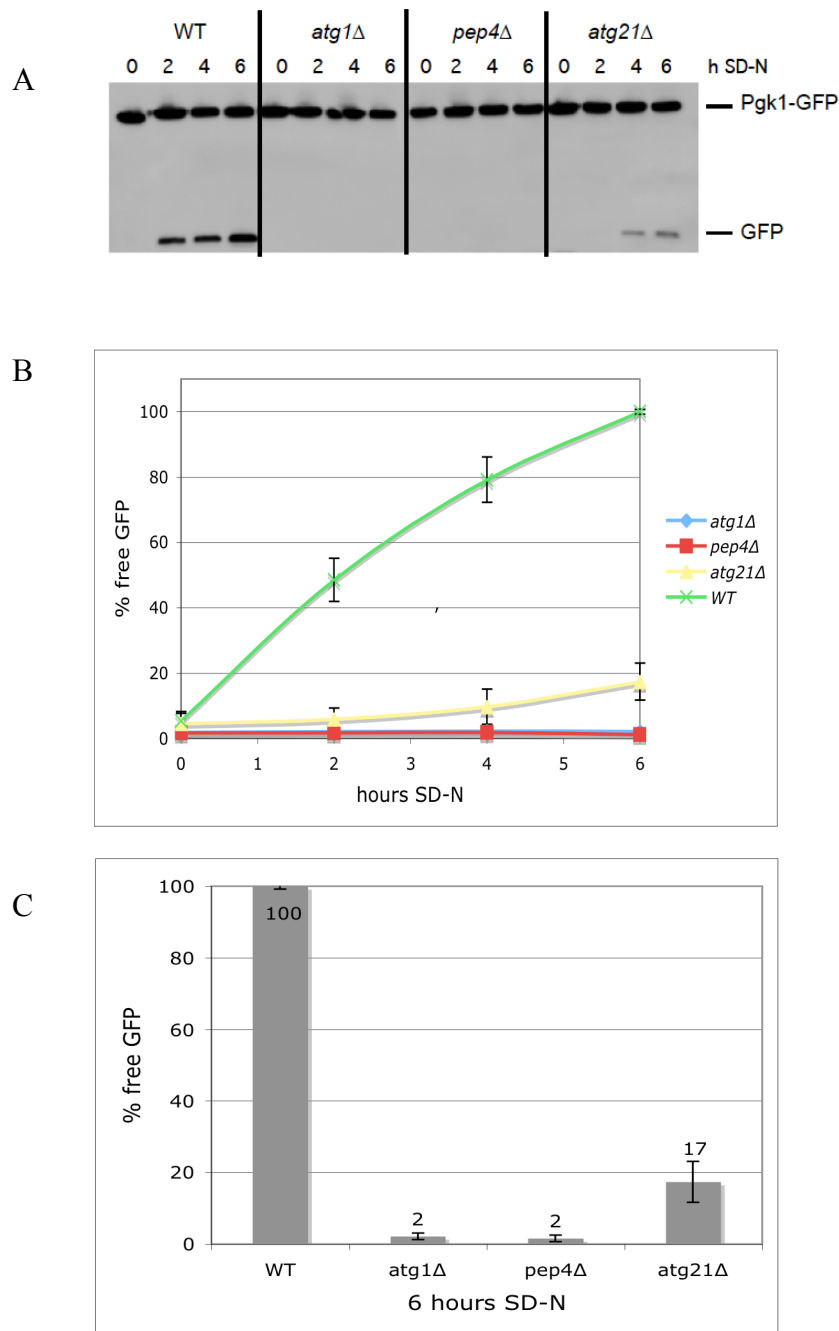 A
WT atg1Δ pep4Δ atg21Δ
0 2 4 6 0 2 4 6 0 2 4 6 0 2 4 6 h SD-N
Pgk1-GFP
GFP
B
100
80
60
40
20
0
% free GFP
,
0 1 2 3 4 5 6
hours SD-N
atg1Δ
pep4Δ
atg21Δ
WT
C
100
80
60
40
20
0
% free GFP
100
2
2
17
WT atg1Δ pep4Δ atg21Δ
6 hours SD-N